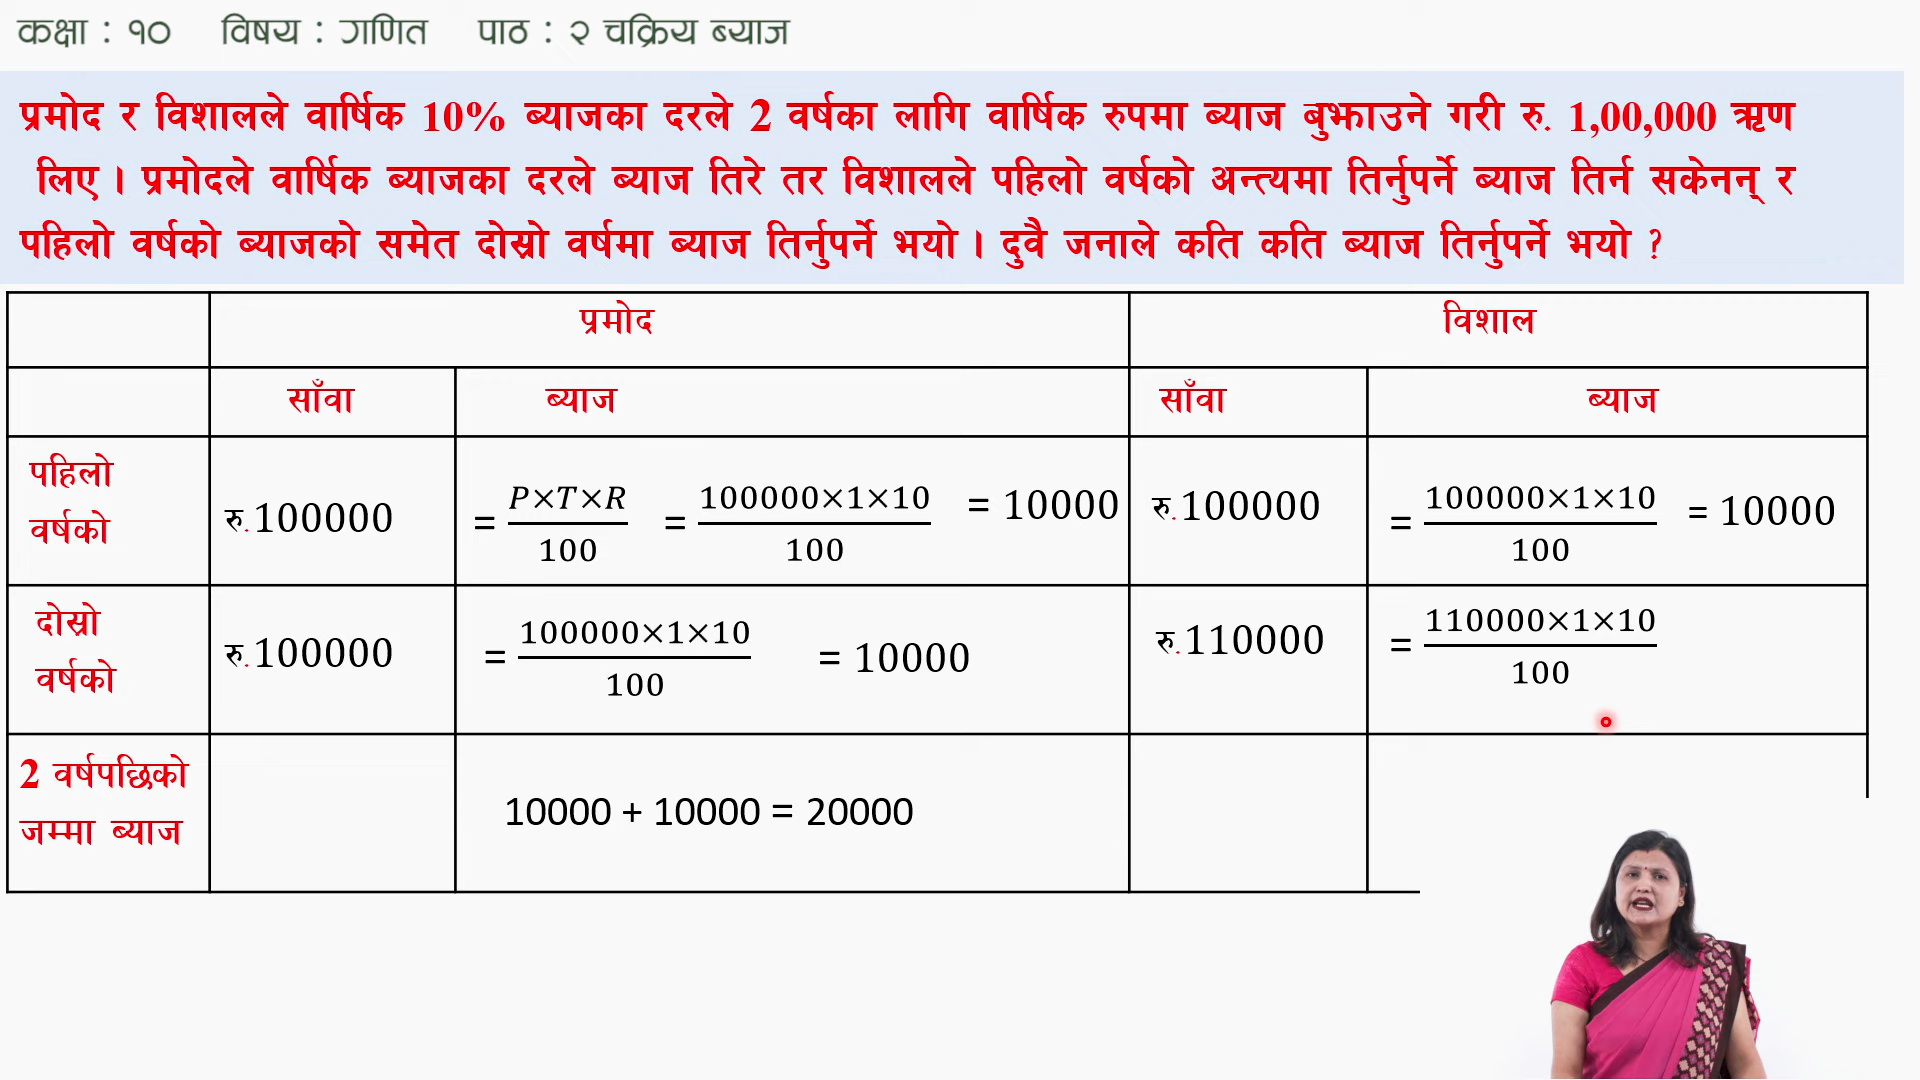 कक्षा : १० विषय : गणित पाठ : २ चक्रिय ब्याज
प्रमोद र विशालले वार्षिक 10% ब्याजका दरले 2 वर्षका लागि वार्षिक रुपमा ब्याज बुझाउने गरी रु. 1,00,000 ऋण
लिए । प्रमोदले वार्षिक ब्याजका दरले ब्याज तिरे तर विशालले पहिलो वर्षको अन्त्यमा तिर्नुपर्ने ब्याज तिर्न सकेनन् र
पहिलो वर्षको ब्याजको समेत दोस्रो वर्षमा ब्याज तिर्नुपर्ने भयो । दुवै जनाले कति कति ब्याज तिर्नुपर्ने भयो ?
प्रमोद विशाल
साँवा ब्याज साँवा ब्याज
पहिलो
वर्षको
रु.100000
= P×T×R/100 = 100000×1×10/100 = 10000
रु.100000
= 100000×1×10/100 = 10000
दोस्रो
वर्षको
रु.100000
= 100000×1×10/100 = 10000
रु.110000
= 110000×1×10/100
2 वर्षपछिको
जम्मा ब्याज
10000 + 10000 = 20000